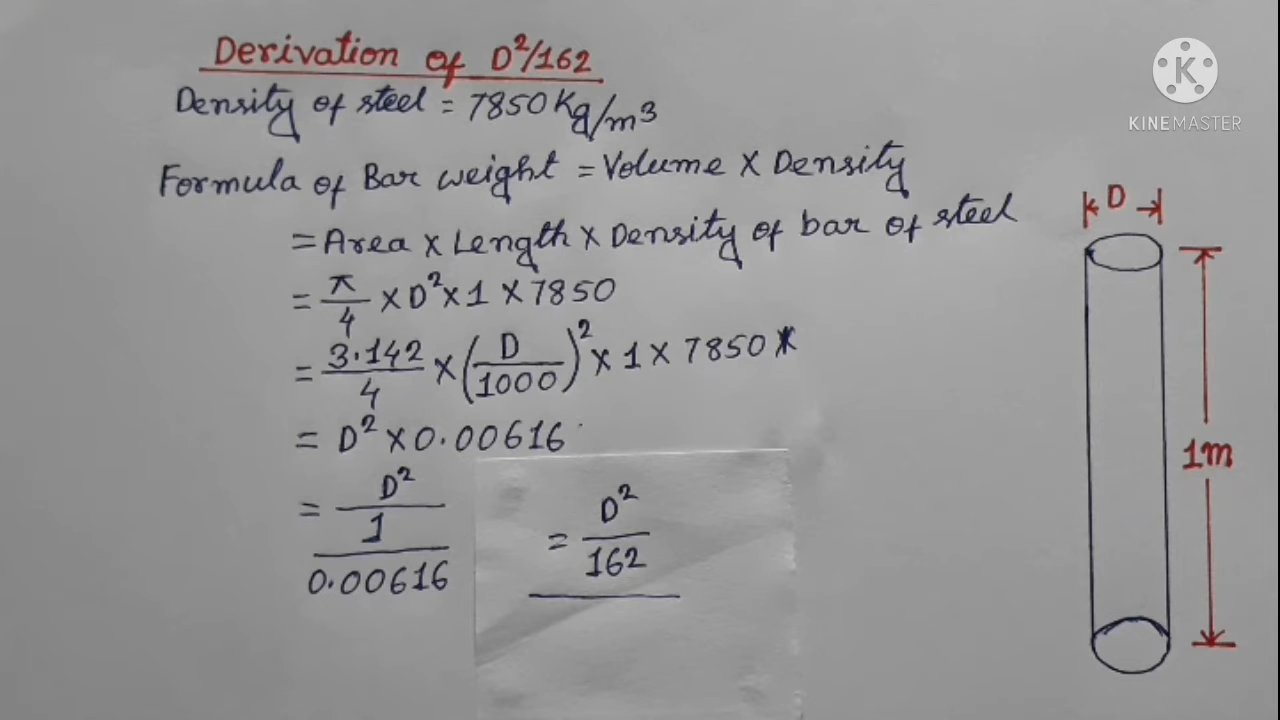 Derivation of D²/162
Density of steel = 7850 Kg/m³
Formula of Bar weight = Volume X Density
= Area x Length x Density of bar of steel
= π/4 x D² x 1 x 7850
= 3.142/4 x (D/1000)² x 1 x 7850
= D² x 0.00616
= D²/(1/0.00616)
= D²/162
D
1m
K
KINEMASTER